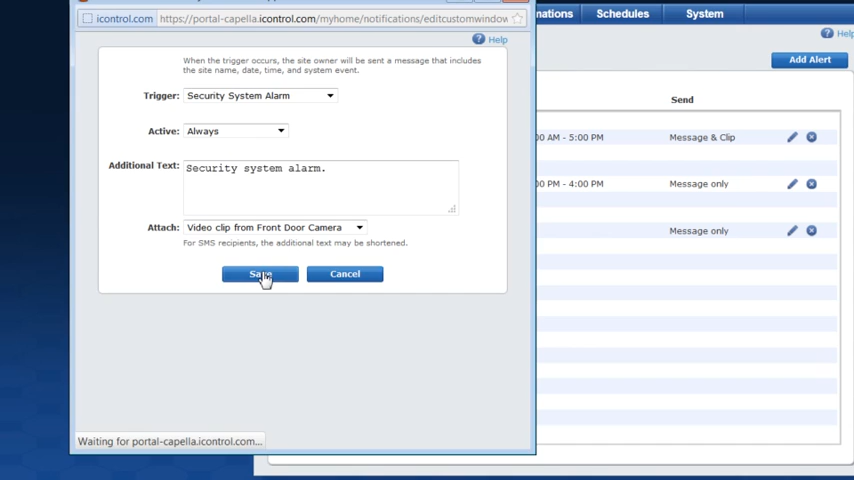 icontrol.com https://portal-capella.icontrol.com/myhome/notifications/editcustomwindow
Schedules System
Help
Help
Add Alert
When the trigger occurs, the site owner will be sent a message that includes
the site name, date, time, and system event.
Trigger: Security System Alarm
Send
Active: Always
00 AM - 5:00 PM Message & Clip
Additional Text: Security system alarm.
00 PM - 4:00 PM Message only
Attach: Video clip from Front Door Camera
Message only
For SMS recipients, the additional text may be shortened.
Save Cancel
Waiting for portal-capella.icontrol.com...